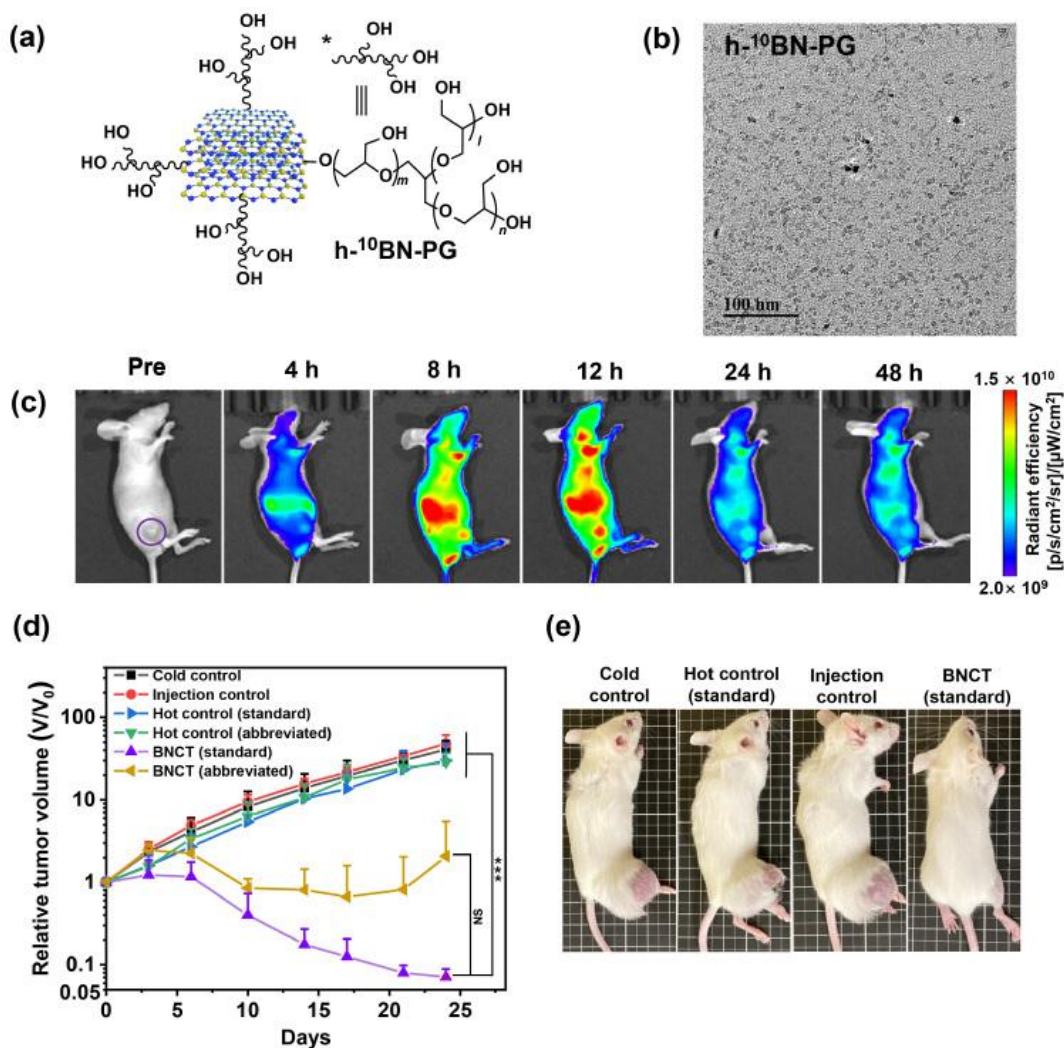 (a)
OH
OH
OH
*
OH
OH
OH
HO
HO
OH
HO
HO
HO
HO
OH
OH
O
OH
O
m
O
O
OH
l
OH
O
O
OH
n
h-¹⁰BN-PG
(b)
h-¹⁰BN-PG
100 nm
(c)
Pre
4 h
8 h
12 h
24 h
48 h
1.5 × 10¹⁰
Radiant efficiency
[p/s/cm²/sr]/[µW/cm²]
2.0 × 10⁹
(d)
Relative tumor volume (V/V₀)
100
10
1
0.1
0.05
0
5
10
15
20
25
Days
Cold control
Injection control
Hot control (standard)
Hot control (abbreviated)
BNCT (standard)
BNCT (abbreviated)
NS
***
(e)
Cold
control
Hot control
(standard)
Injection
control
BNCT
(standard)